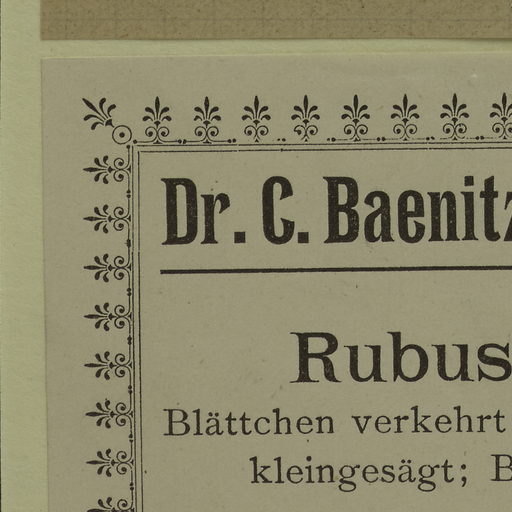 Dr. C. Baenitz
Rubus
Blättchen verkehrt
kleingesägt; B